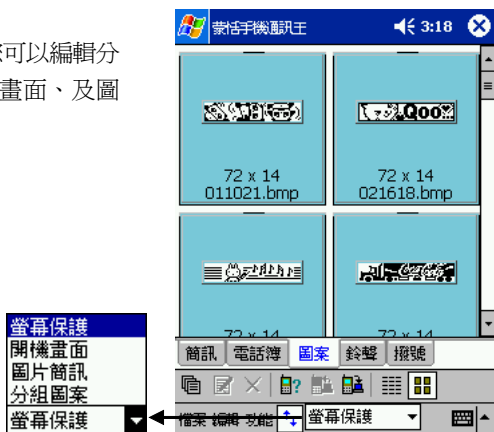 您可以編輯分
畫面、及圖
蒙恬手機通訊王 3:18
Qoo
72 x 14 72 x 14
011021.bmp 021618.bmp
72 x 14 72 x 14
簡訊 電話簿 圖案 鈴聲 撥號
檔案 編輯 功能 螢幕保護
螢幕保護
開機畫面
圖片簡訊
分組圖案
螢幕保護